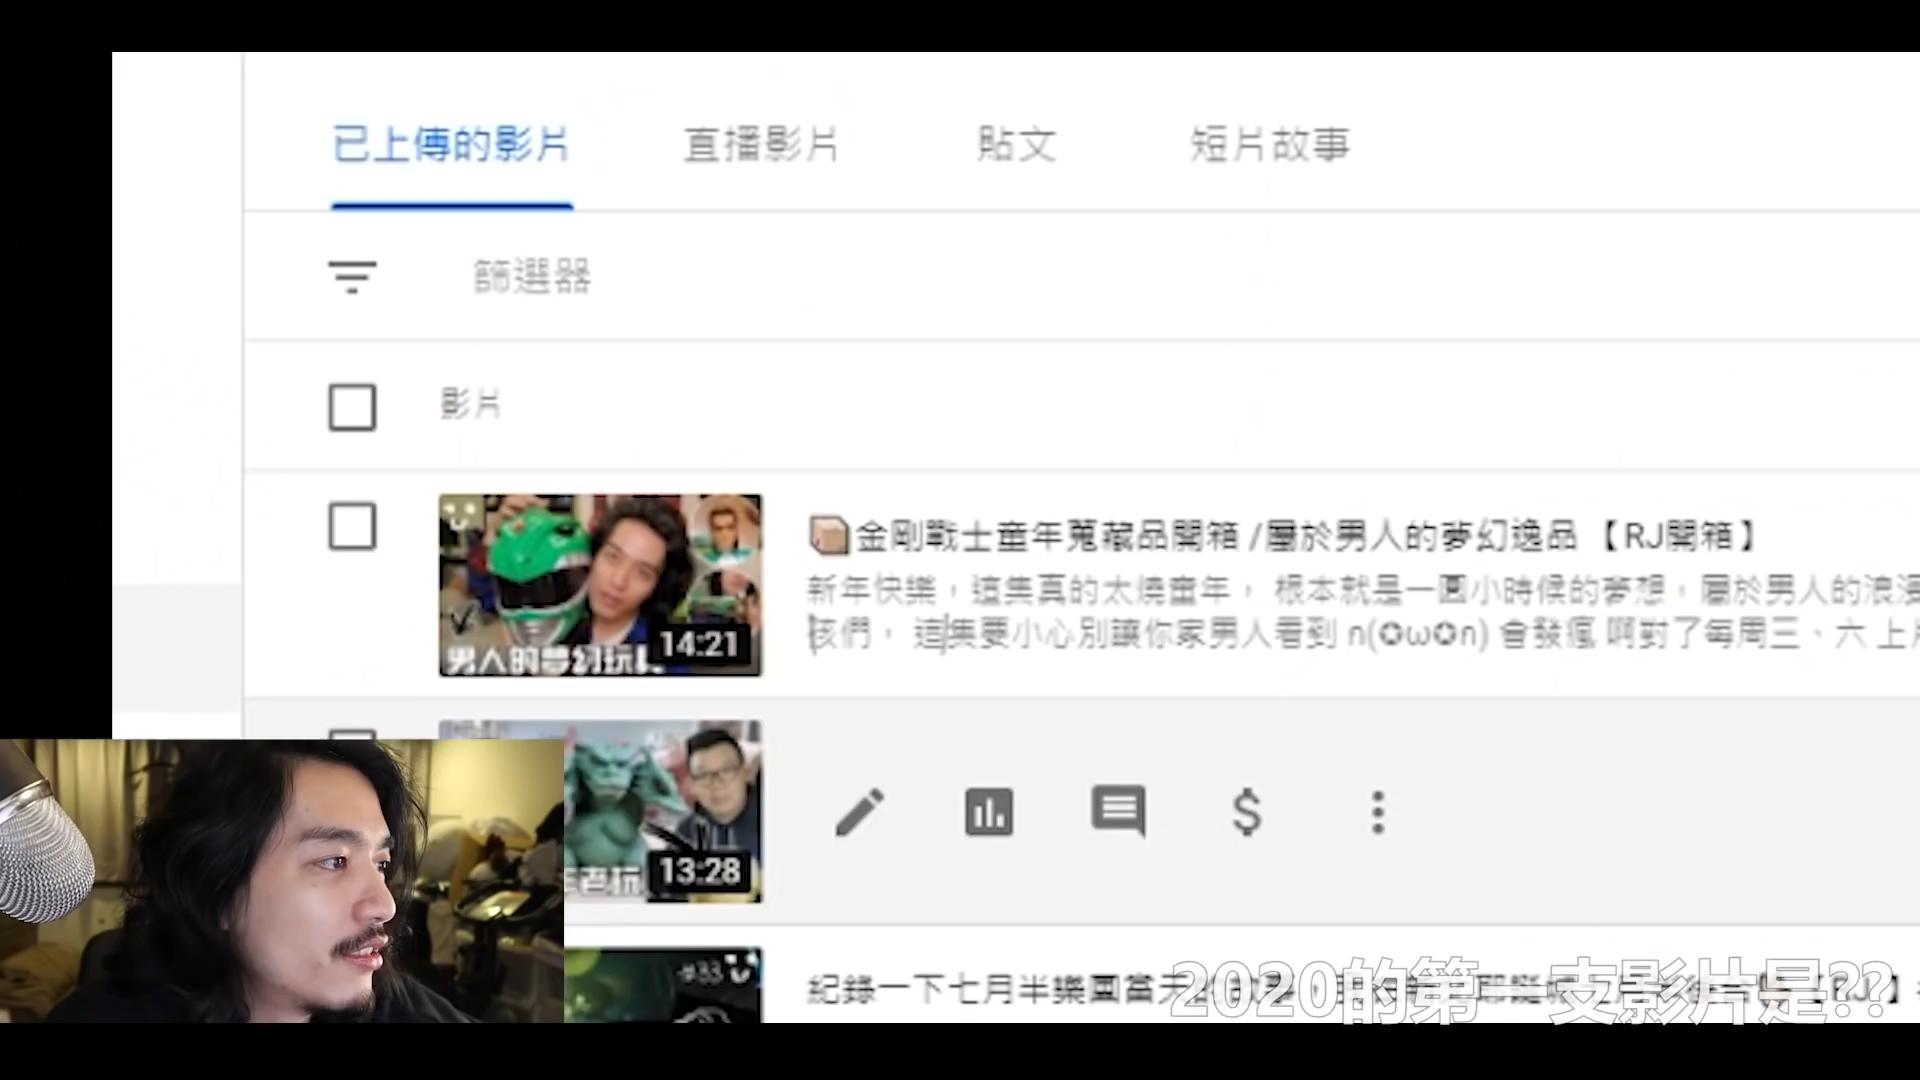 已上傳的影片 直播影片 貼文 短片故事
篩選器
影片
📦金剛戰士童年蒐藏品開箱 /屬於男人的夢幻逸品 【RJ開箱】
新年快樂,這集真的太燒童年, 根本就是一圓小時候的夢想,屬於男人的浪漫
孩們, 這集要小心別讓你家男人看到 n(✪ω✪n) 會發瘋 啊對了每周三、六 上片
14:21
男人的夢幻玩具
13:28
老玩
#33
紀錄一下七月半樂團當天
2020的第一支影片是??